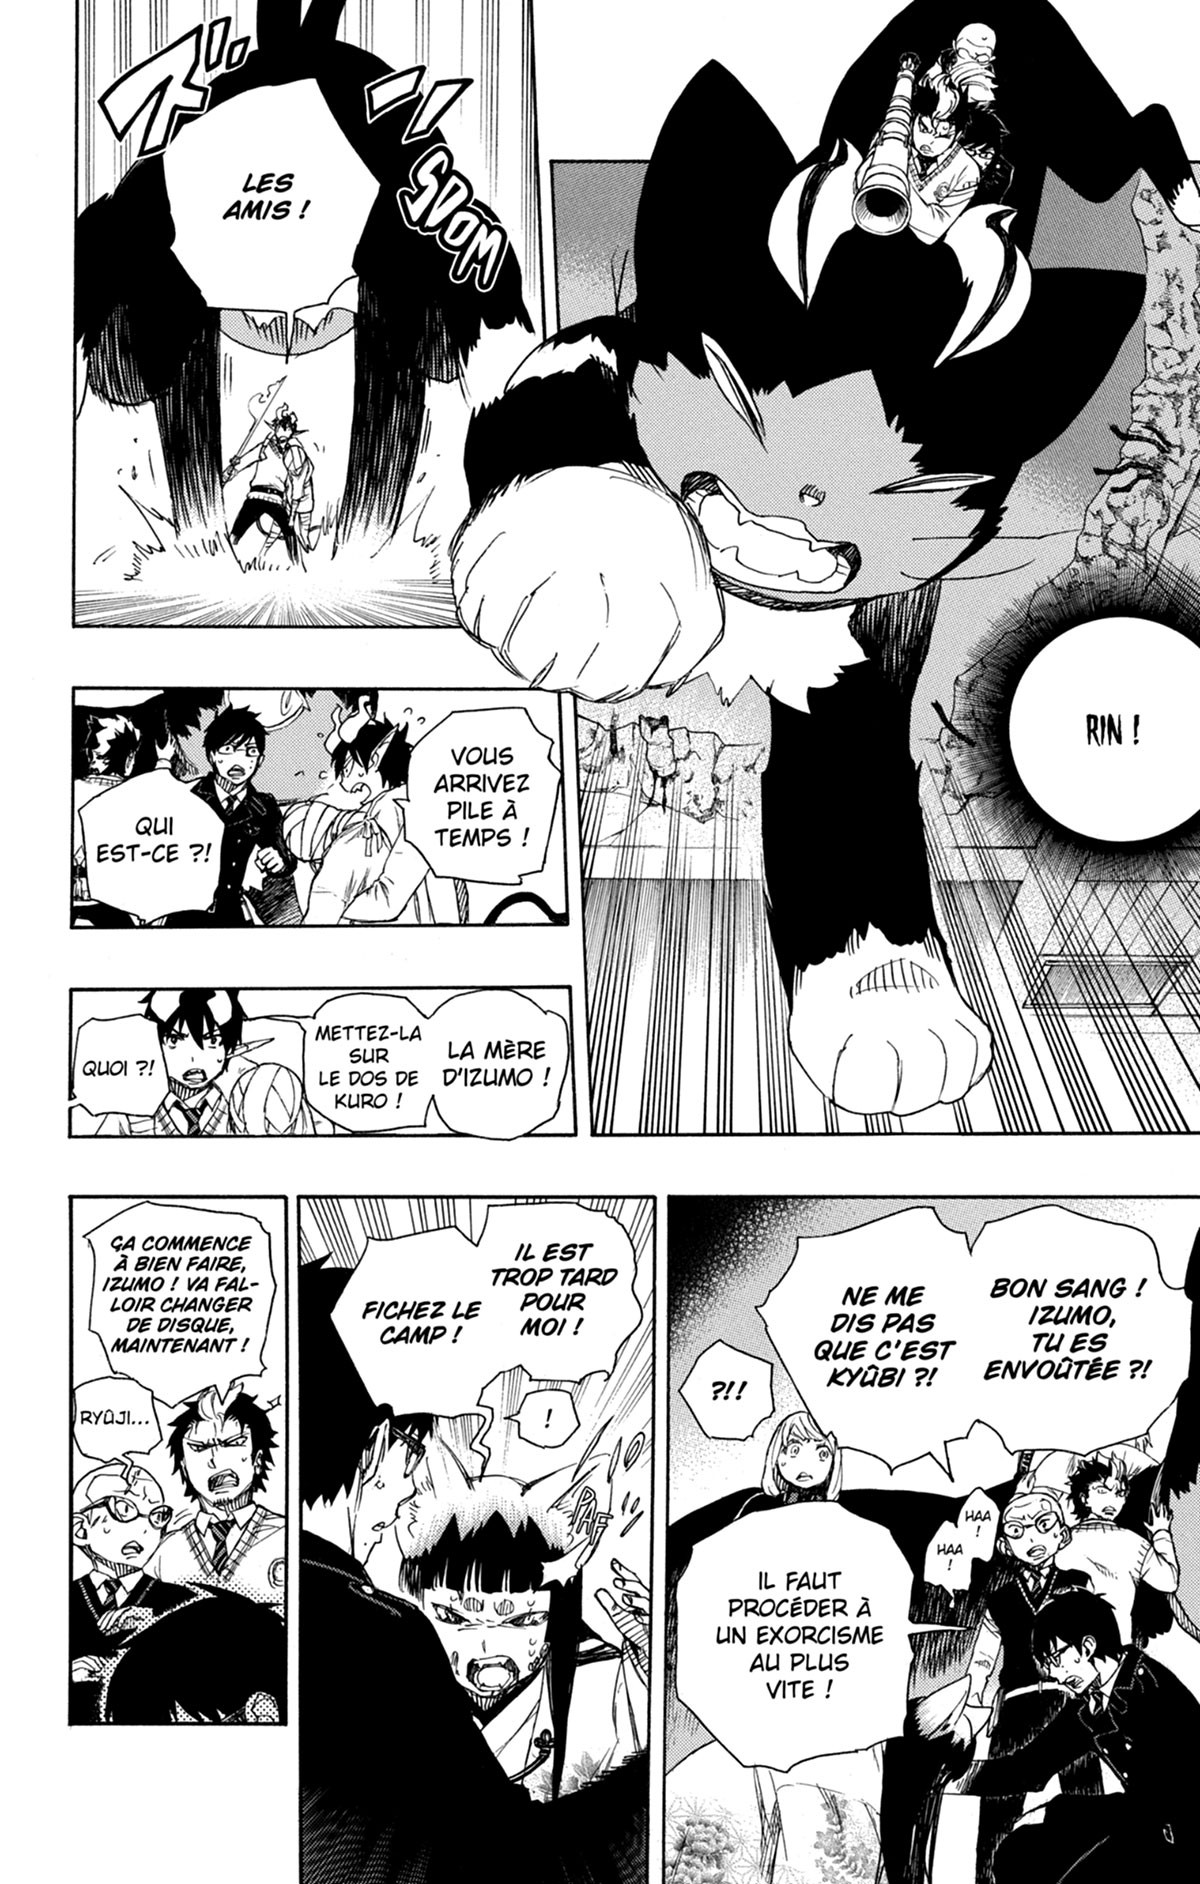 RIN !
ズ
ン
SDOM
LES
AMIS !
VOUS
ARRIVEZ
PILE À
TEMPS !
QUI
EST-CE ?!
LA MÈRE
D'IZUMO !
METTEZ-LA
SUR
LE DOS DE
KURO !
QUOI ?!
BON SANG !
IZUMO,
TU ES
ENVOÛTÉE ?!
NE ME
DIS PAS
QUE C'EST
KYÛBI ?!
?!!
HAA
!
HAA
!
IL FAUT
PROCÉDER À
UN EXORCISME
AU PLUS
VITE !
IL EST
TROP TARD
POUR
MOI !
FICHEZ LE
CAMP !
!
PAF
ÇA COMMENCE
À BIEN FAIRE,
IZUMO ! VA FAL-
LOIR CHANGER
DE DISQUE,
MAINTENANT !
RYÛJI...